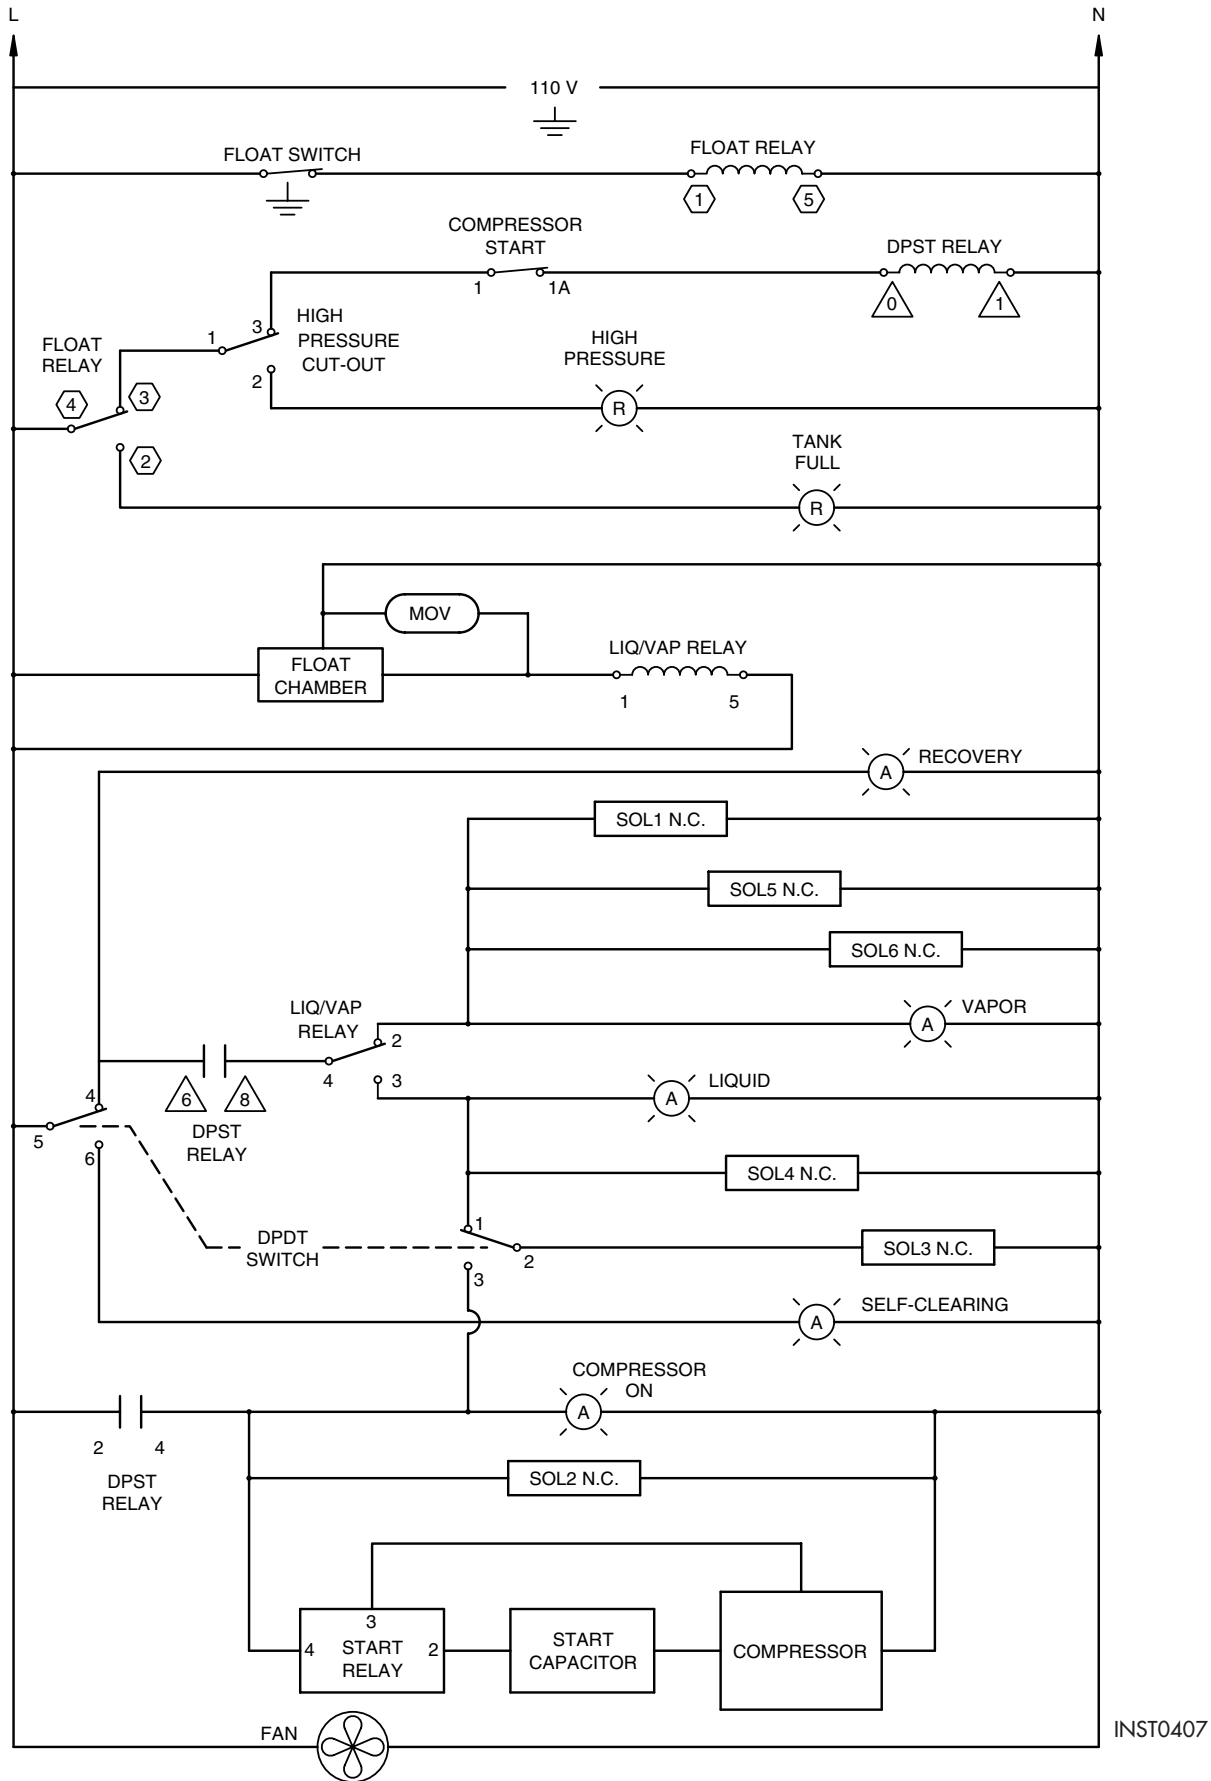 L
N
110 V
FLOAT SWITCH
FLOAT RELAY
1
5
COMPRESSOR
START
1
1A
DPST RELAY
0
1
FLOAT
RELAY
4
3
2
1
3
2
HIGH
PRESSURE
CUT-OUT
HIGH
PRESSURE
R
TANK
FULL
R
MOV
FLOAT
CHAMBER
LIQ/VAP RELAY
1
5
A
RECOVERY
SOL1 N.C.
SOL5 N.C.
SOL6 N.C.
LIQ/VAP
RELAY
2
4
3
A
VAPOR
A
LIQUID
4
5
6
6
8
DPST
RELAY
SOL4 N.C.
DPDT
SWITCH
1
2
3
SOL3 N.C.
SELF-CLEARING
A
COMPRESSOR
ON
A
2
4
DPST
RELAY
SOL2 N.C.
3
4
START
RELAY
2
START
CAPACITOR
COMPRESSOR
FAN
INST0407